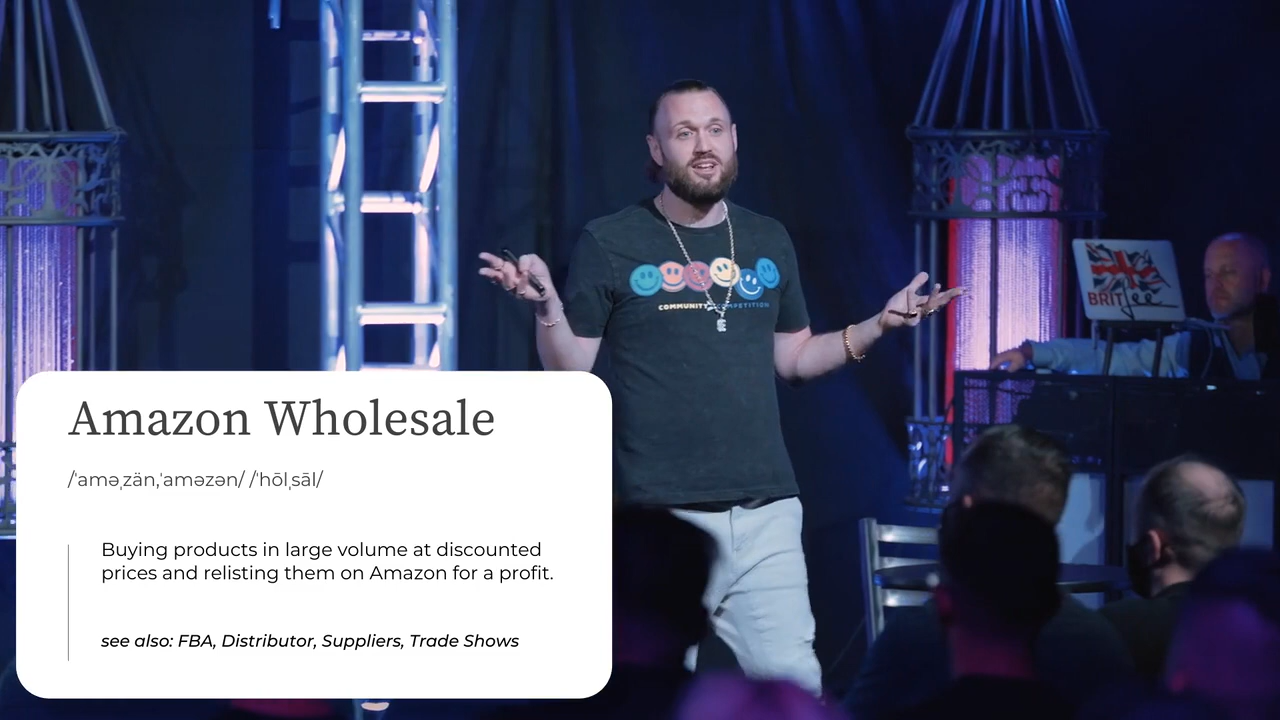 Amazon Wholesale
/ˈaməˌzän,ˈaməzən/ /ˈhōlˌsāl/
Buying products in large volume at discounted
prices and relisting them on Amazon for a profit.
see also: FBA, Distributor, Suppliers, Trade Shows
COMMUNITY
COMPETITION
BRIT